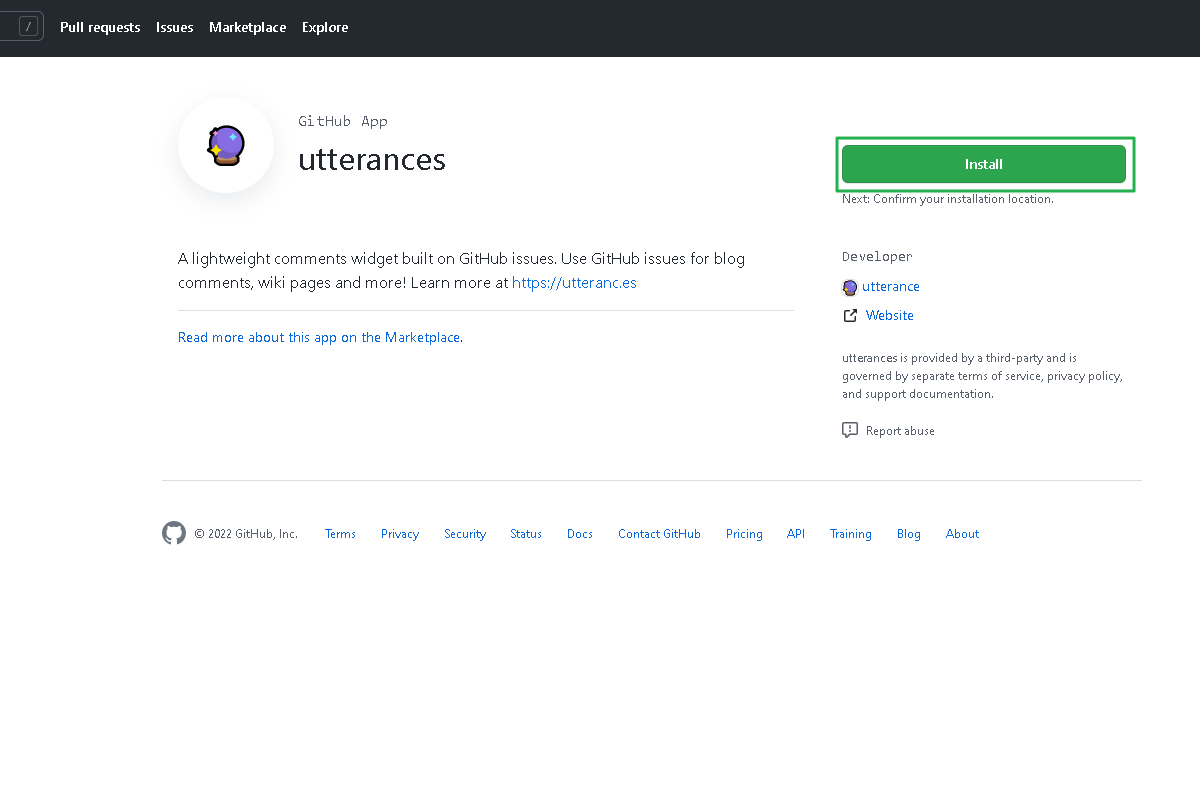 / Pull requests Issues Marketplace Explore
GitHub App
utterances
Install
Next: Confirm your installation location.
A lightweight comments widget built on GitHub issues. Use GitHub issues for blog
comments, wiki pages and more! Learn more at https://utteranc.es
Read more about this app on the Marketplace.
Developer
utterance
Website
utterances is provided by a third-party and is
governed by separate terms of service, privacy policy,
and support documentation.
Report abuse
© 2022 GitHub, Inc. Terms Privacy Security Status Docs Contact GitHub Pricing API Training Blog About